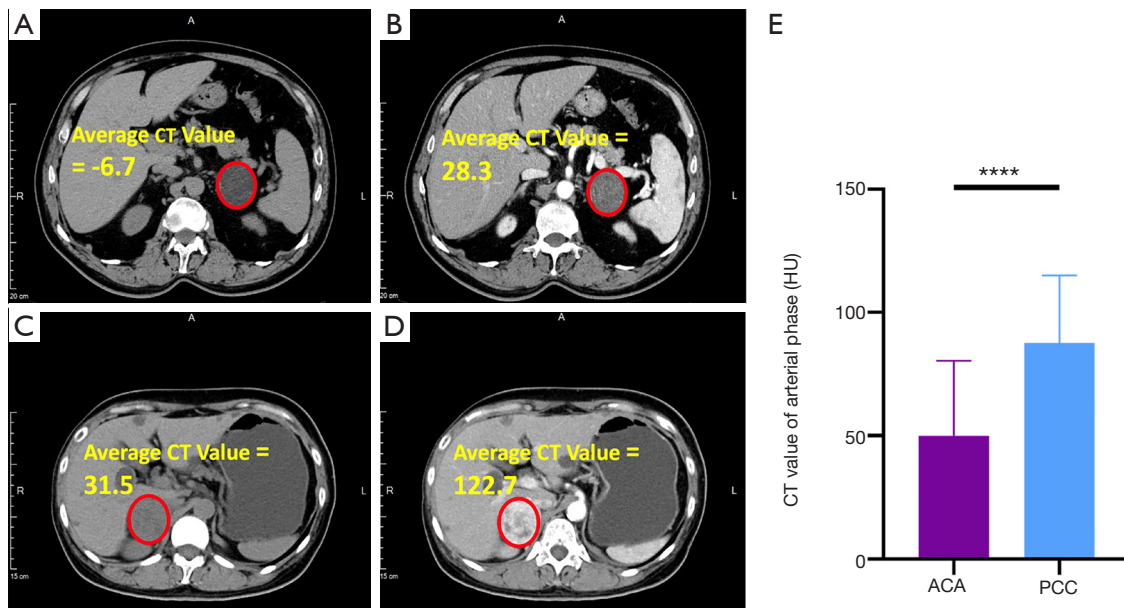 A
A
Average CT Value
= -6.7
R
20 cm
B
A
Average CT Value =
28.3
R
L
20 cm
C
A
Average CT Value =
31.5
R
L
15 cm
D
A
Average CT Value =
122.7
R
L
15 cm
E
CT value of arterial phase (HU)
150
100
50
0
****
ACA
PCC